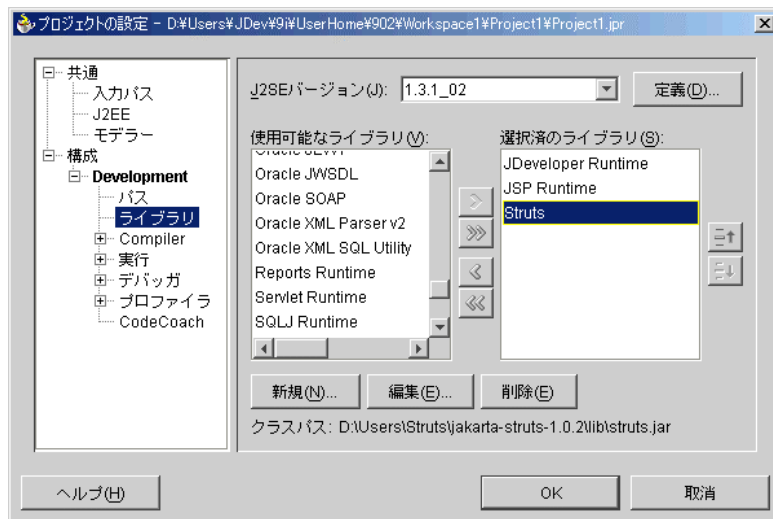 プロジェクトの設定 - D:¥Users¥JDev¥9i¥UserHome¥902¥Workspace1¥Project1¥Project1.jpr
共通
入力パス
J2EE
モデラー
構成
Development
パス
ライブラリ
Compiler
実行
デバッガ
プロファイラ
CodeCoach
J2SEバージョン(J):
1.3.1_02
定義(D)...
使用可能なライブラリ(V):
Oracle JWSDL
Oracle SOAP
Oracle XML Parser v2
Oracle XML SQL Utility
Reports Runtime
Servlet Runtime
SQLJ Runtime
選択済のライブラリ(S):
JDeveloper Runtime
JSP Runtime
Struts
新規(N)...
編集(E)...
削除(E)
クラスパス: D:\Users\Struts\jakarta-struts-1.0.2\lib\struts.jar
ヘルプ(H)
OK
取消